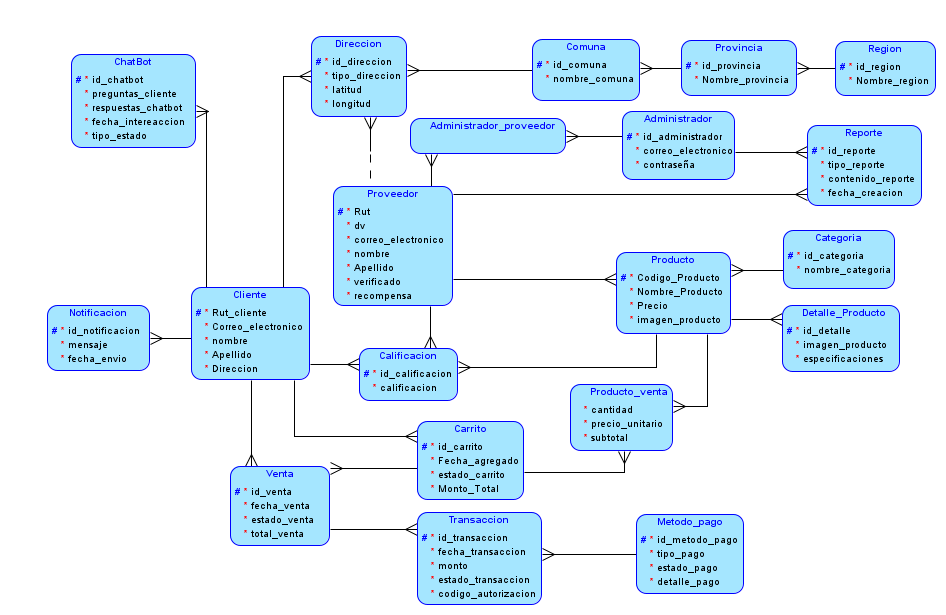 ChatBot
# * id_chatbot
* preguntas_cliente
* respuestas_chatbot
* fecha_intereaccion
* tipo_estado
Direccion
# * id_direccion
* tipo_direccion
* latitud
* longitud
Comuna
# * id_comuna
* nombre_comuna
Provincia
# * id_provincia
* Nombre_provincia
Region
# * id_region
* Nombre_region
Administrador_proveedor
Administrador
# * id_administrador
* correo_electronico
* contraseña
Reporte
# * id_reporte
* tipo_reporte
* contenido_reporte
* fecha_creacion
Proveedor
# * Rut
* dv
* correo_electronico
* nombre
* Apellido
* verificado
* recompensa
Producto
# * Codigo_Producto
* Nombre_Producto
* Precio
* imagen_producto
Categoria
# * id_categoria
* nombre_categoria
Detalle_Producto
# * id_detalle
* imagen_producto
* especificaciones
Notificacion
# * id_notificacion
* mensaje
* fecha_envio
Cliente
# * Rut_cliente
* Correo_electronico
* nombre
* Apellido
* Direccion
Calificacion
# * id_calificacion
* calificacion
Producto_venta
* cantidad
* precio_unitario
* subtotal
Carrito
# * id_carrito
* Fecha_agregado
* estado_carrito
* Monto_Total
Venta
# * id_venta
* fecha_venta
* estado_venta
* total_venta
Transaccion
# * id_transaccion
* fecha_transaccion
* monto
* estado_transaccion
* codigo_autorizacion
Metodo_pago
# * id_metodo_pago
* tipo_pago
* estado_pago
* detalle_pago